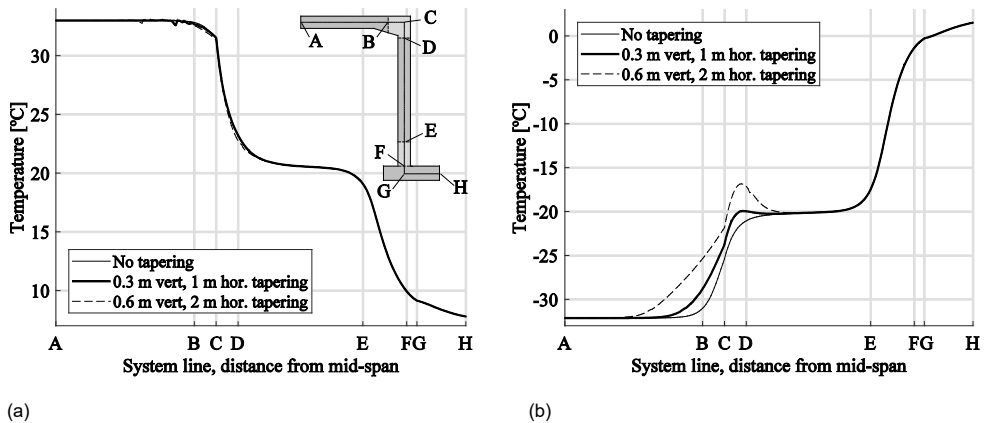 Temperature [°C]
30
25
20
15
10
A
B
C
D
E
F
G
H
No tapering
0.3 m vert, 1 m hor. tapering
0.6 m vert, 2 m hor. tapering
A B C D E F G H
System line, distance from mid-span
(a)
Temperature [°C]
0
-5
-10
-15
-20
-25
-30
No tapering
0.3 m vert, 1 m hor. tapering
0.6 m vert, 2 m hor. tapering
A B C D E F G H
System line, distance from mid-span
(b)